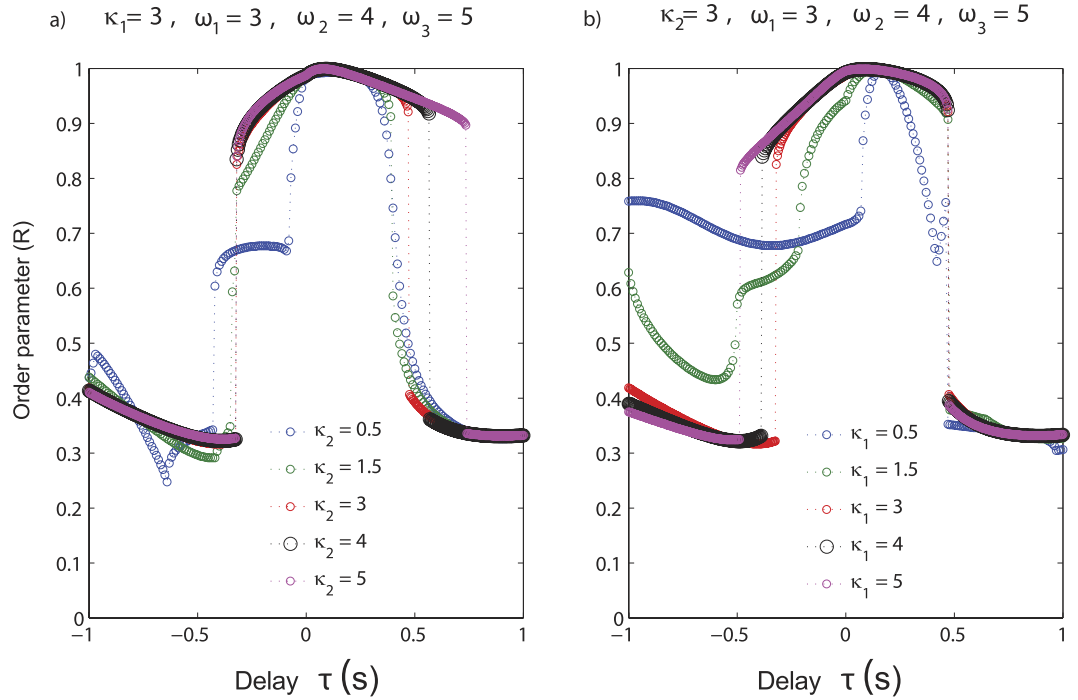 a) κ1 = 3 , ω1 = 3 , ω2 = 4 , ω3 = 5
Order parameter (R)
1
0.9
0.8
0.7
0.6
0.5
0.4
0.3
0.2
0.1
0
−1
−0.5
0
0.5
1
κ2 = 0.5
κ2 = 1.5
κ2 = 3
κ2 = 4
κ2 = 5
Delay τ (s)
b) κ2 = 3 , ω1 = 3 , ω2 = 4 , ω3 = 5
1
0.9
0.8
0.7
0.6
0.5
0.4
0.3
0.2
0.1
0
−1
−0.5
0
0.5
1
κ1 = 0.5
κ1 = 1.5
κ1 = 3
κ1 = 4
κ1 = 5
Delay τ (s)